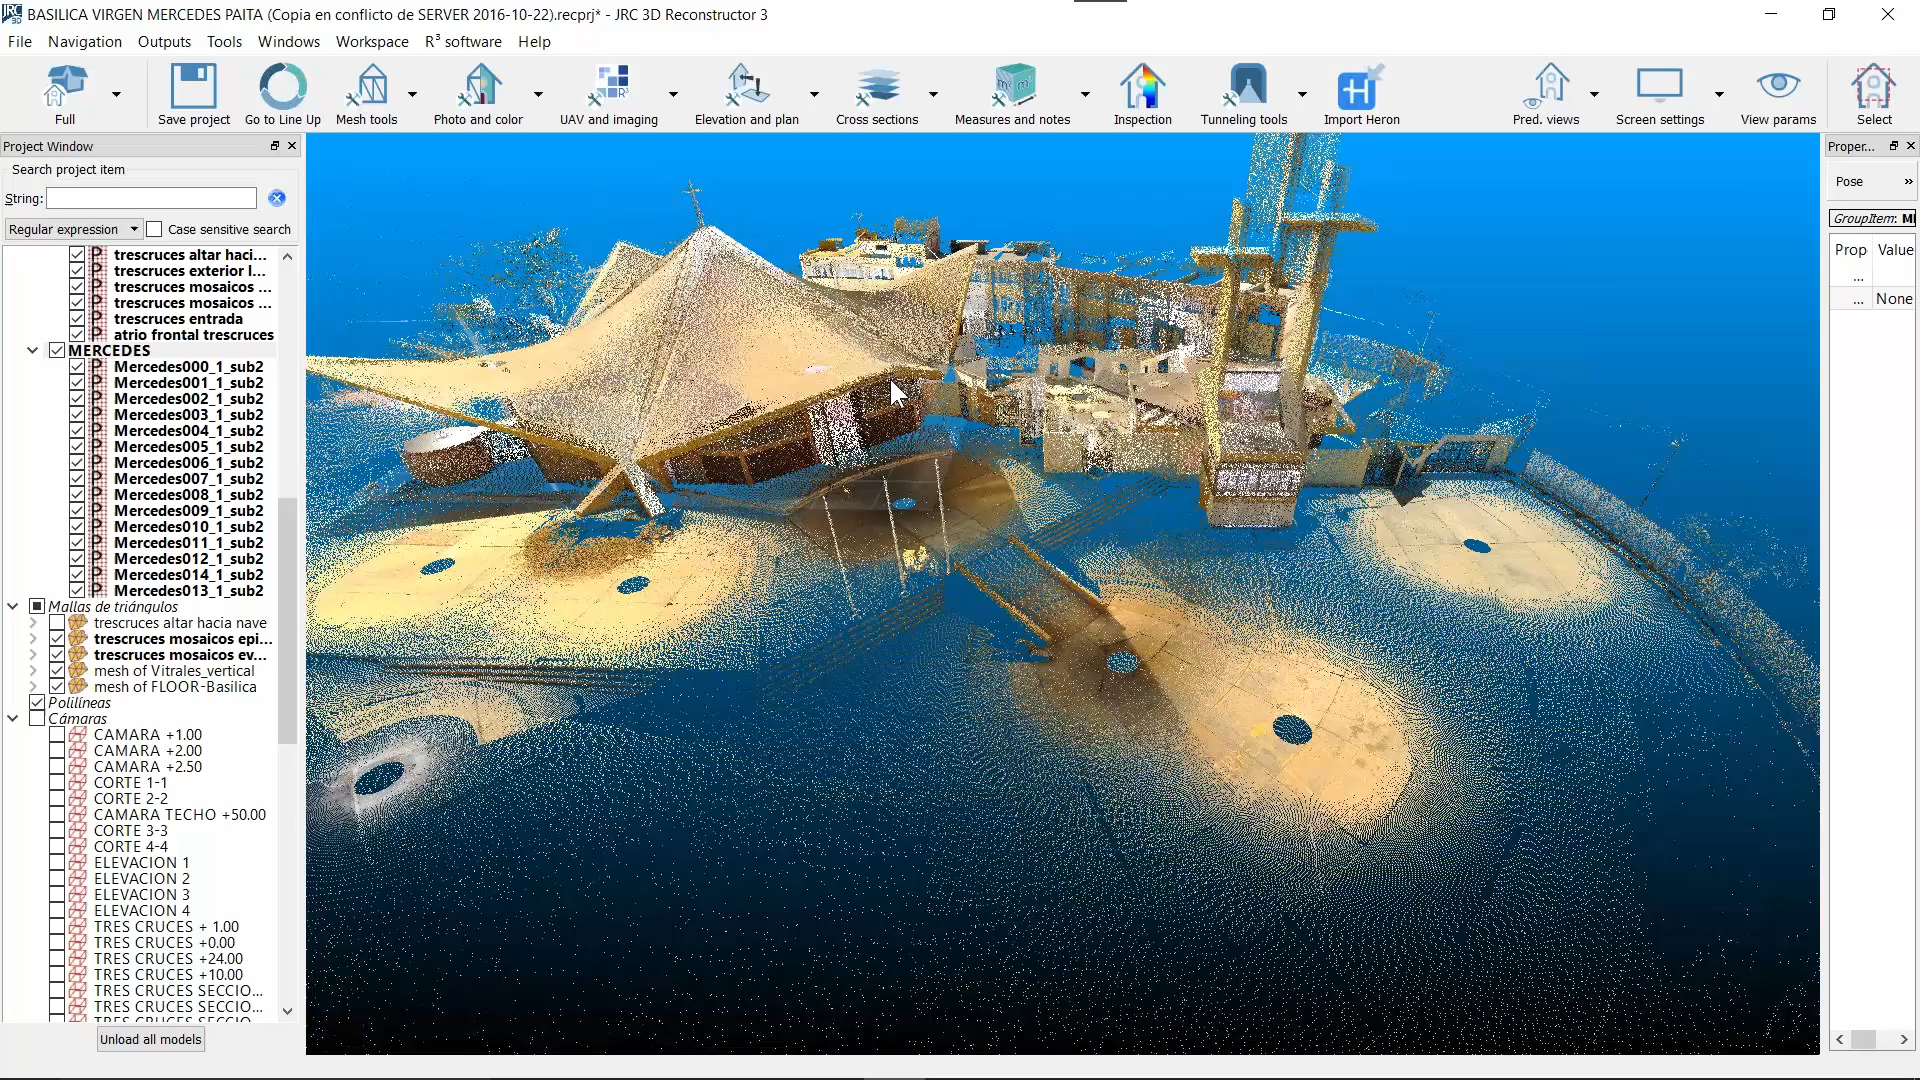 BASILICA VIRGEN MERCEDES PAITA (Copia en conflicto de SERVER 2016-10-22).recprj* - JRC 3D Reconstructor 3
File Navigation Outputs Tools Windows Workspace R³ software Help
Full Save project Go to Line Up Mesh tools Photo and color UAV and imaging Elevation and plan Cross sections Measures and notes Inspection Tunneling tools Import Heron Pred. views Screen settings View params Select
Project Window
Search project item
String:
Regular expression Case sensitive search
trescruces altar haci...
trescruces exterior l...
trescruces mosaicos ...
trescruces mosaicos ...
trescruces entrada
atrio frontal trescruces
MERCEDES
Mercedes000_1_sub2
Mercedes001_1_sub2
Mercedes002_1_sub2
Mercedes003_1_sub2
Mercedes004_1_sub2
Mercedes005_1_sub2
Mercedes006_1_sub2
Mercedes007_1_sub2
Mercedes008_1_sub2
Mercedes009_1_sub2
Mercedes010_1_sub2
Mercedes011_1_sub2
Mercedes012_1_sub2
Mercedes014_1_sub2
Mercedes013_1_sub2
Mallas de triángulos
trescruces altar hacia nave
trescruces mosaicos epi...
trescruces mosaicos ev...
mesh of Vitrales_vertical
mesh of FLOOR-Basilica
Polilíneas
Cámaras
CAMARA +1.00
CAMARA +2.00
CAMARA +2.50
CORTE 1-1
CORTE 2-2
CAMARA TECHO +50.00
CORTE 3-3
CORTE 4-4
ELEVACION 1
ELEVACION 2
ELEVACION 3
ELEVACION 4
TRES CRUCES + 1.00
TRES CRUCES +0.00
TRES CRUCES +24.00
TRES CRUCES +10.00
TRES CRUCES SECCIO...
TRES CRUCES SECCIO...
TRES CRUCES SECCIO...
Unload all models
Proper...
Pose »
GroupItem: M
Prop Value
...
... None